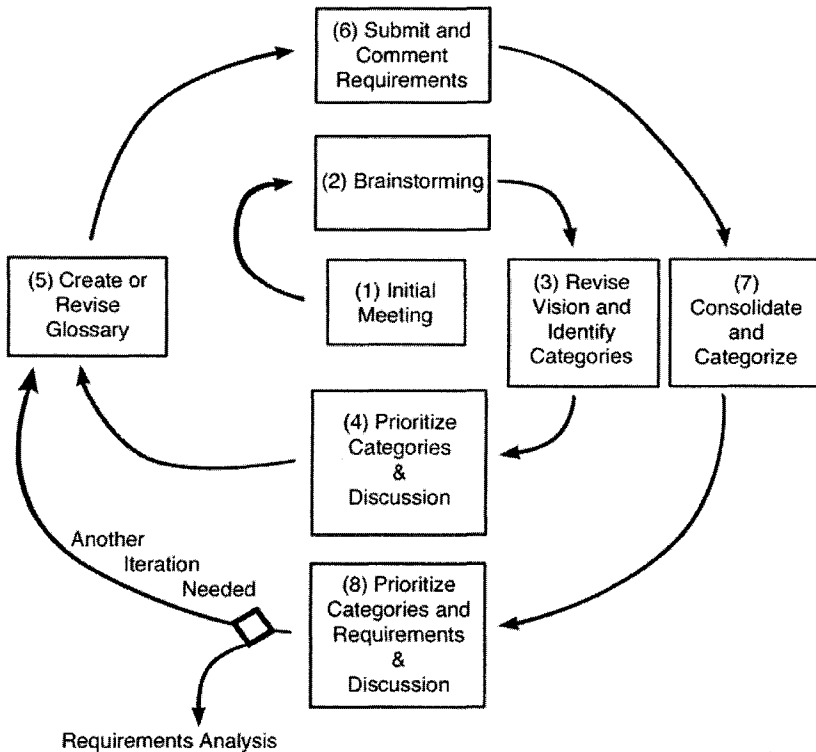 (6) Submit and
Comment
Requirements
(2) Brainstorming
(5) Create or
Revise
Glossary
(1) Initial
Meeting
(3) Revise
Vision and
Identify
Categories
(7)
Consolidate
and
Categorize
(4) Prioritize
Categories
&
Discussion
Another
Iteration
Needed
(8) Prioritize
Categories and
Requirements
&
Discussion
Requirements Analysis